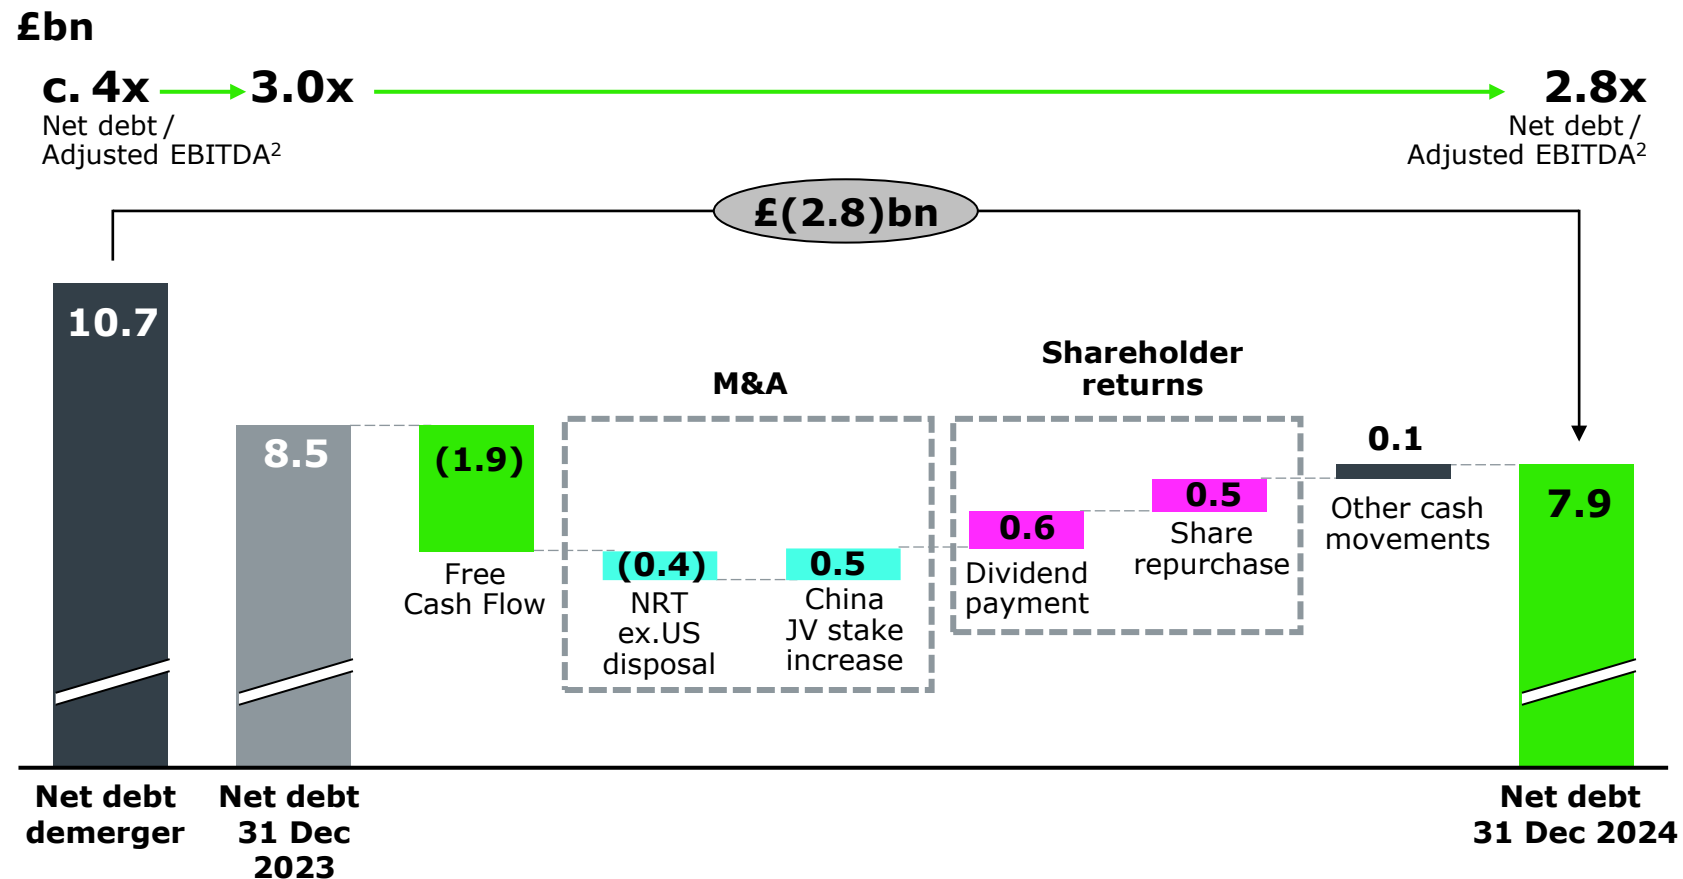 £bn
c. 4x
3.0x
2.8x
Net debt /
Adjusted EBITDA²
Net debt /
Adjusted EBITDA²
£(2.8)bn
10.7
8.5
(1.9)
Free
Cash Flow
M&A
(0.4)
NRT
ex.US
disposal
0.5
China
JV stake
increase
Shareholder
returns
0.6
Dividend
payment
0.5
Share
repurchase
0.1
Other cash
movements
7.9
Net debt
demerger
Net debt
31 Dec
2023
Net debt
31 Dec 2024